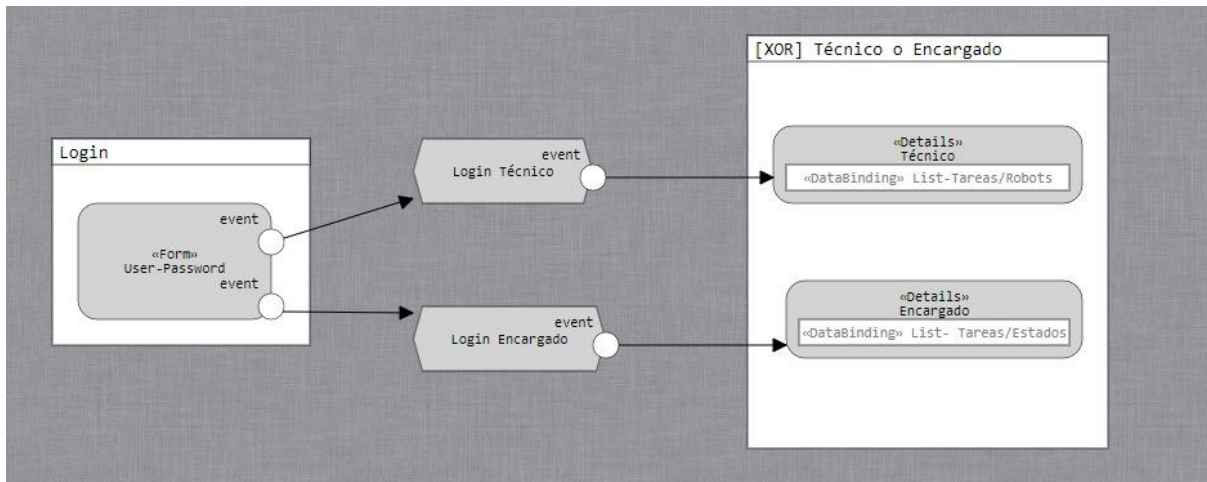 Login
event
«Form»
User-Password
event
event
Login Técnico
event
Login Encargado
[XOR] Técnico o Encargado
«Details»
Técnico
«DataBinding» List-Tareas/Robots
«Details»
Encargado
«DataBinding» List- Tareas/Estados